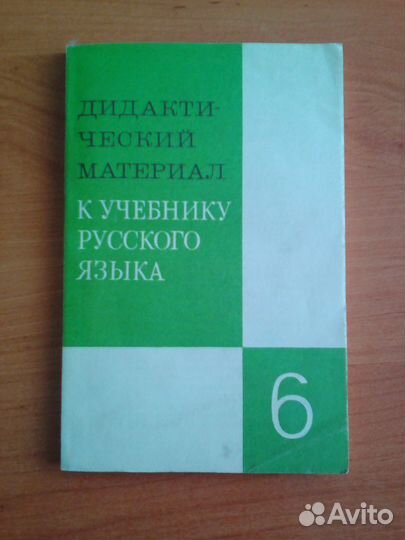 ДИДАКТИ-
ЧЕСКИЙ
МАТЕРИАЛ
К УЧЕБНИКУ
РУССКОГО
ЯЗЫКА
6
Avito